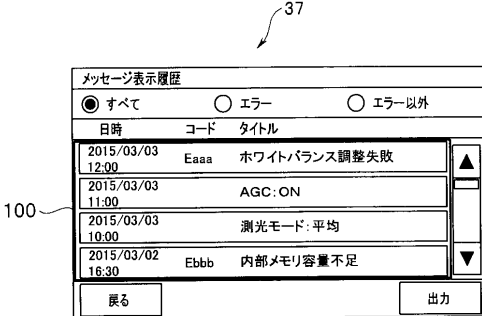 37
メッセージ表示履歴
すべて エラー エラー以外
日時 コード タイトル
2015/03/03
12:00 Eaaa ホワイトバランス調整失敗
2015/03/03
11:00 AGC:ON
100
2015/03/03
10:00 測光モード:平均
2015/03/02
16:30 Ebbb 内部メモリ容量不足
戻る 出力